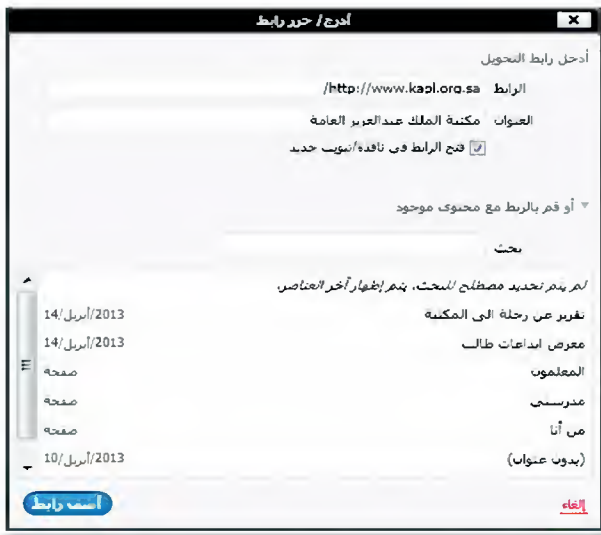 أدرج/ حرر رابط
أدخل رابط التحويل
الرابط http://www.kapl.org.sa/
العنوان مكتبة الملك عبدالعزيز العامة
فتح الرابط في نافذة/تبويب جديد
أو قم بالربط مع محتوى موجود
بحث
لم يتم تحديد مصطلح للبحث، يتم إظهار آخر العناصر.
تقرير عن رحلة الى المكتبة 14/أبريل/2013
معرض ابداعات طالب 14/أبريل/2013
المعلمون صفحة
مدرستي صفحة
من أنا صفحة
(بدون عنوان) 10/أبريل/2013
إلغاء أضف رابط